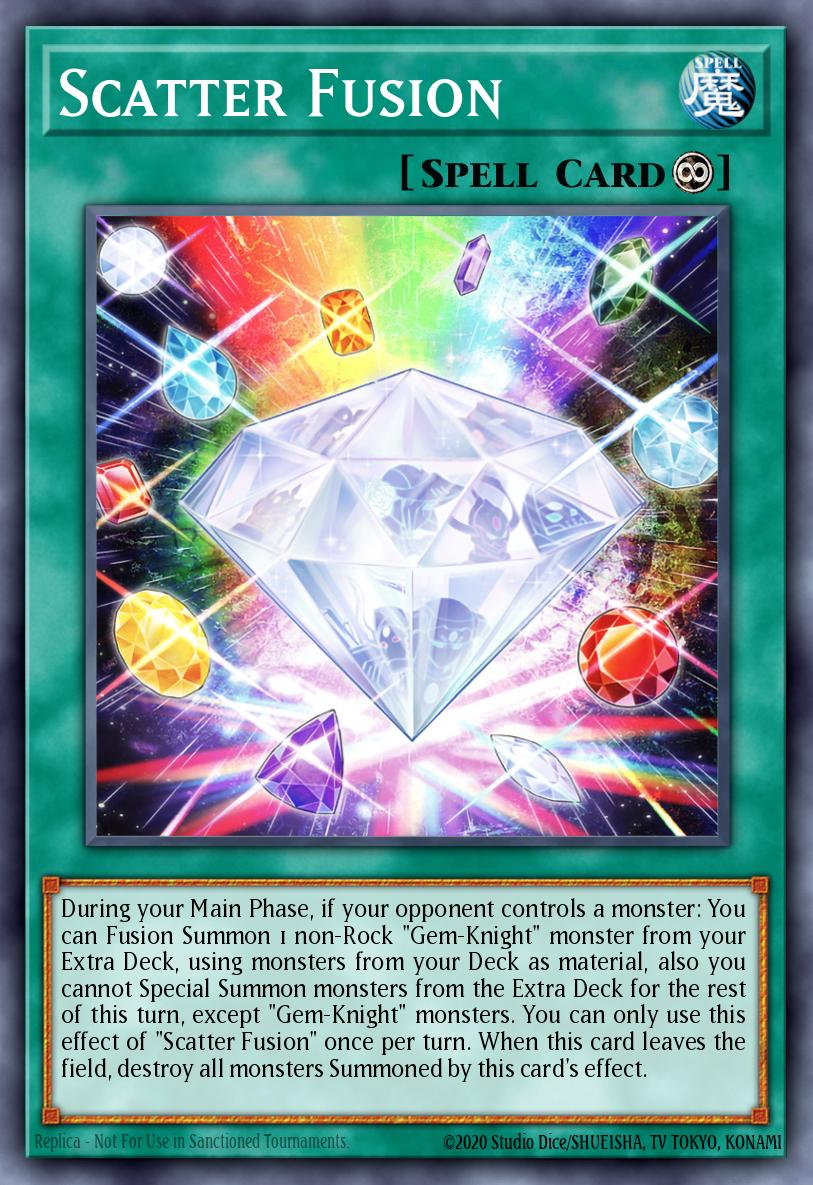 Scatter Fusion
SPELL
魔
[Spell Card]
During your Main Phase, if your opponent controls a monster: You
can Fusion Summon 1 non-Rock "Gem-Knight" monster from your
Extra Deck, using monsters from your Deck as material, also you
cannot Special Summon monsters from the Extra Deck for the rest
of this turn, except "Gem-Knight" monsters. You can only use this
effect of "Scatter Fusion" once per turn. When this card leaves the
field, destroy all monsters Summoned by this card's effect.
Replica - Not For Use in Sanctioned Tournaments.
©2020 Studio Dice/SHUEISHA, TV TOKYO, KONAMI